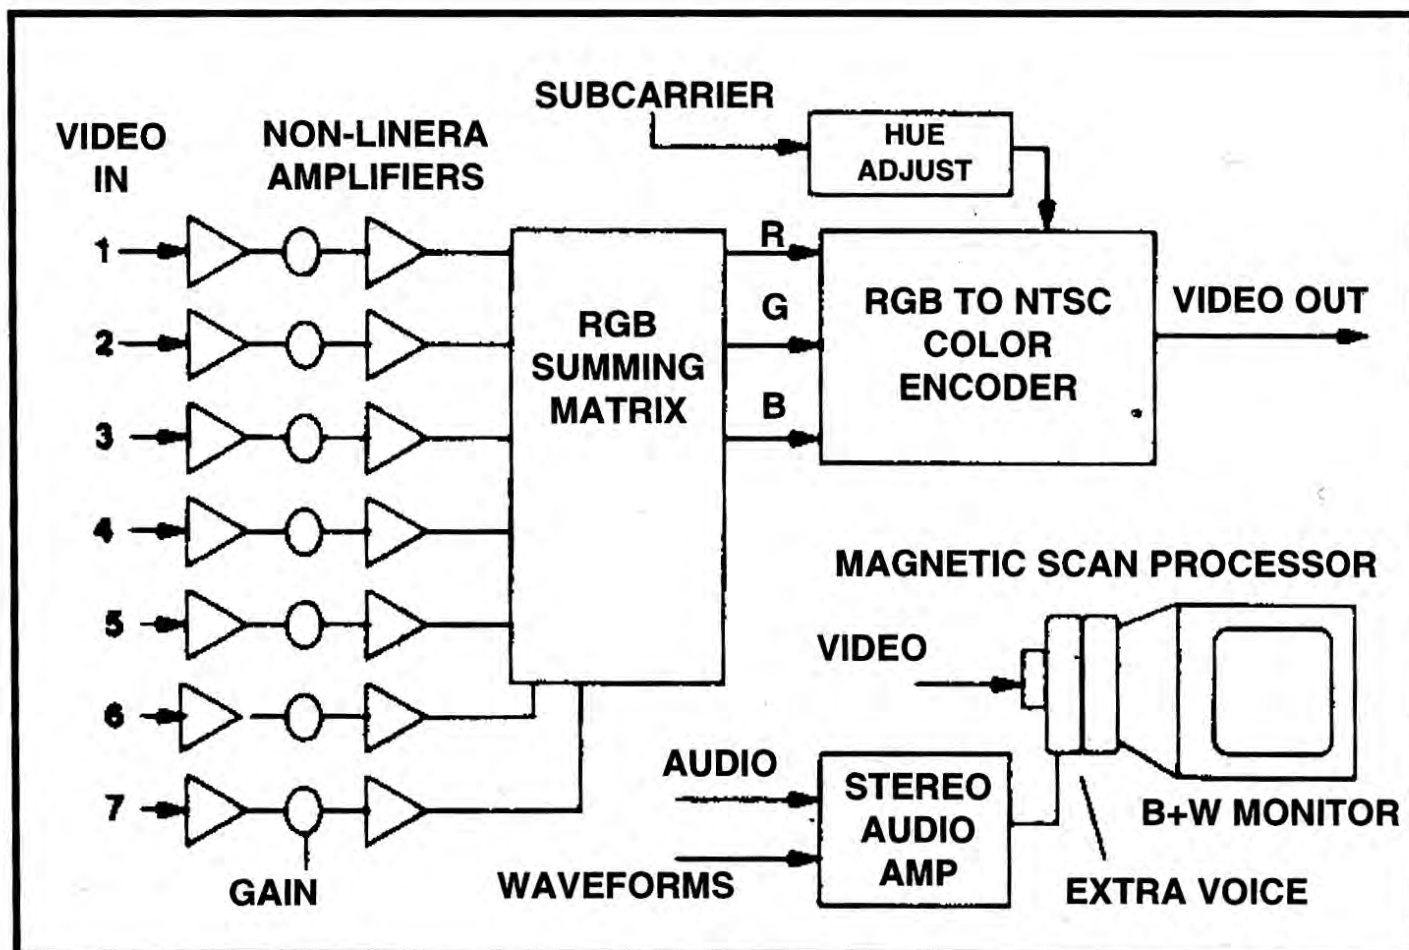 SUBCARRIER
VIDEO
IN
NON-LINERA
AMPLIFIERS
HUE
ADJUST
1
2
3
4
5
6
7
GAIN
RGB
SUMMING
MATRIX
R
G
B
RGB TO NTSC
COLOR
ENCODER
VIDEO OUT
MAGNETIC SCAN PROCESSOR
VIDEO
AUDIO
WAVEFORMS
STEREO
AUDIO
AMP
B+W MONITOR
EXTRA VOICE